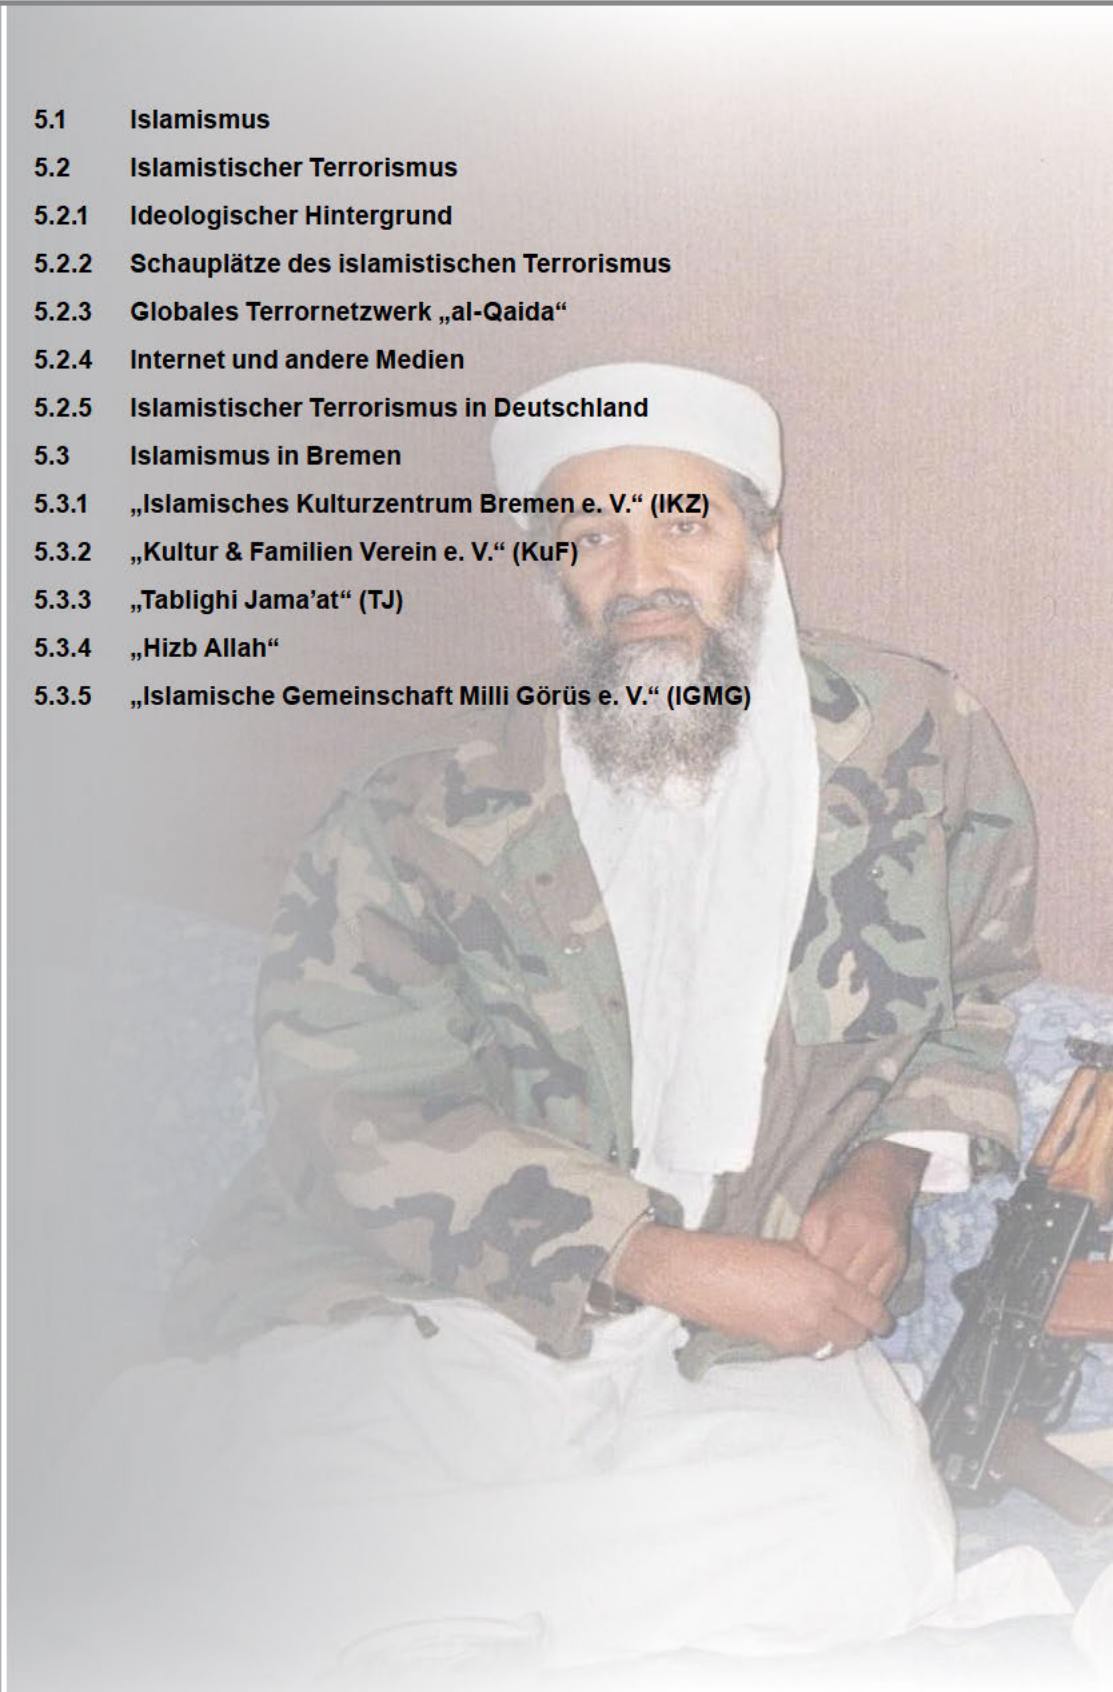 5.1 Islamismus
5.2 Islamistischer Terrorismus
5.2.1 Ideologischer Hintergrund
5.2.2 Schauplätze des islamistischen Terrorismus
5.2.3 Globales Terrornetzwerk „al-Qaida“
5.2.4 Internet und andere Medien
5.2.5 Islamistischer Terrorismus in Deutschland
5.3 Islamismus in Bremen
5.3.1 „Islamisches Kulturzentrum Bremen e. V.“ (IKZ)
5.3.2 „Kultur & Familien Verein e. V.“ (KuF)
5.3.3 „Tablighi Jama’at“ (TJ)
5.3.4 „Hizb Allah“
5.3.5 „Islamische Gemeinschaft Milli Görüs e. V.“ (IGMG)